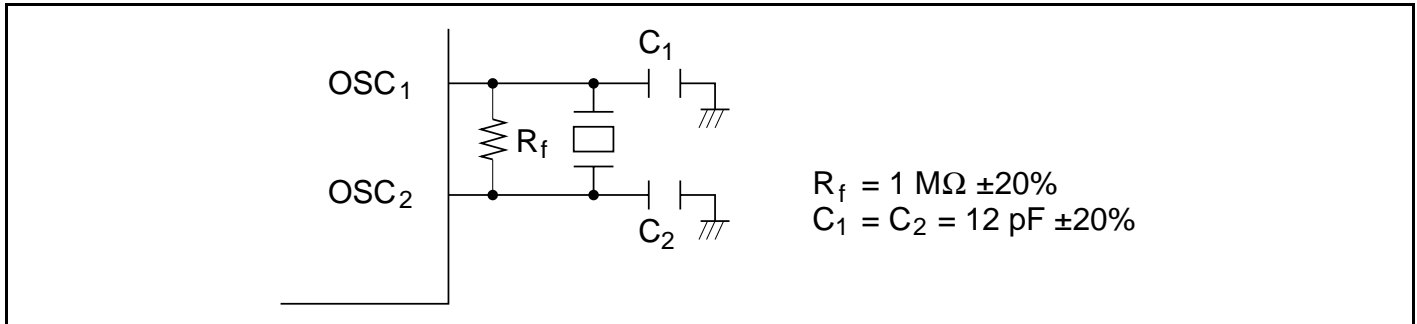 C1
OSC1
Rf
OSC2
C2
Rf = 1 MΩ ±20%
C1 = C2 = 12 pF ±20%